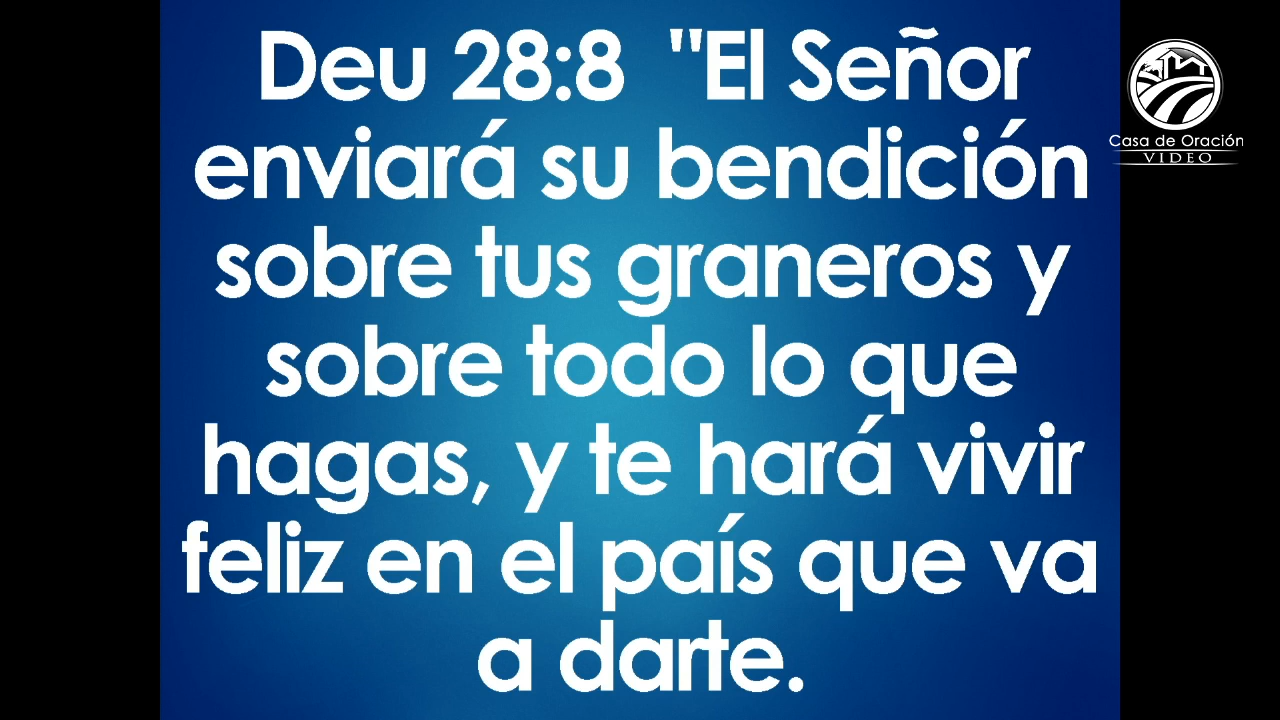 Deu 28:8  "El Señor
enviará su bendición
sobre tus graneros y
sobre todo lo que
hagas, y te hará vivir
feliz en el país que va
a darte.
Casa de Oración
VIDEO